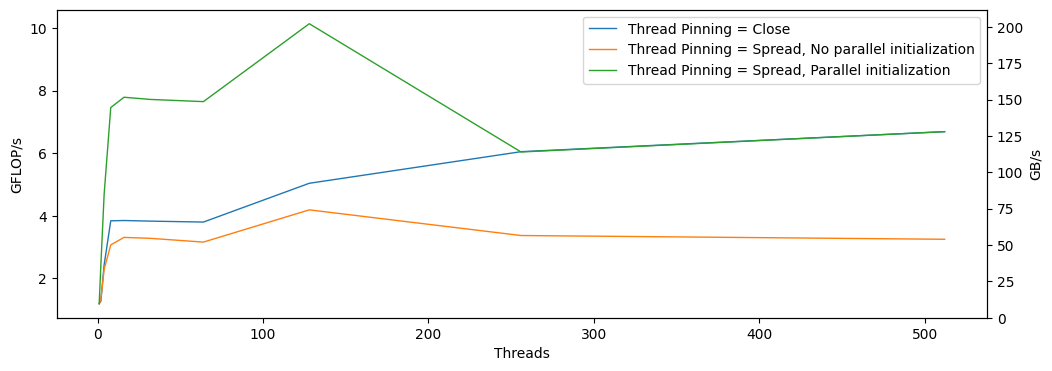 Thread Pinning = Close
Thread Pinning = Spread, No parallel initialization
Thread Pinning = Spread, Parallel initialization
GFLOP/s
10
8
6
4
2
GB/s
200
175
150
125
100
75
50
25
0
0 100 200 300 400 500
Threads